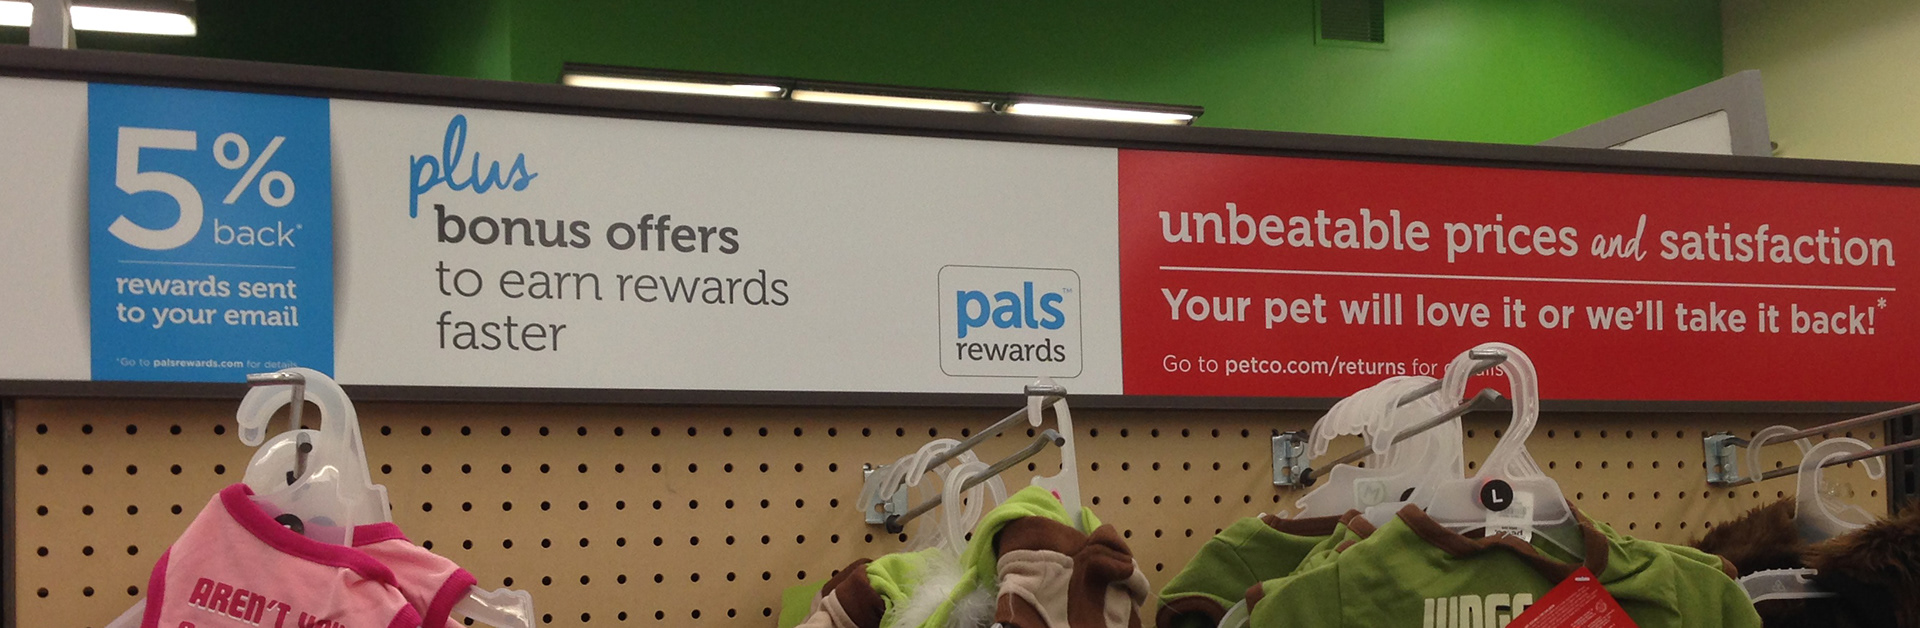 5%
back*
rewards sent
to your email
*Go to palsrewards.com for details
plus
bonus offers
to earn rewards
faster
pals™
rewards
unbeatable prices and satisfaction
Your pet will love it or we'll take it back!*
Go to petco.com/returns for details
L
M
AREN'T